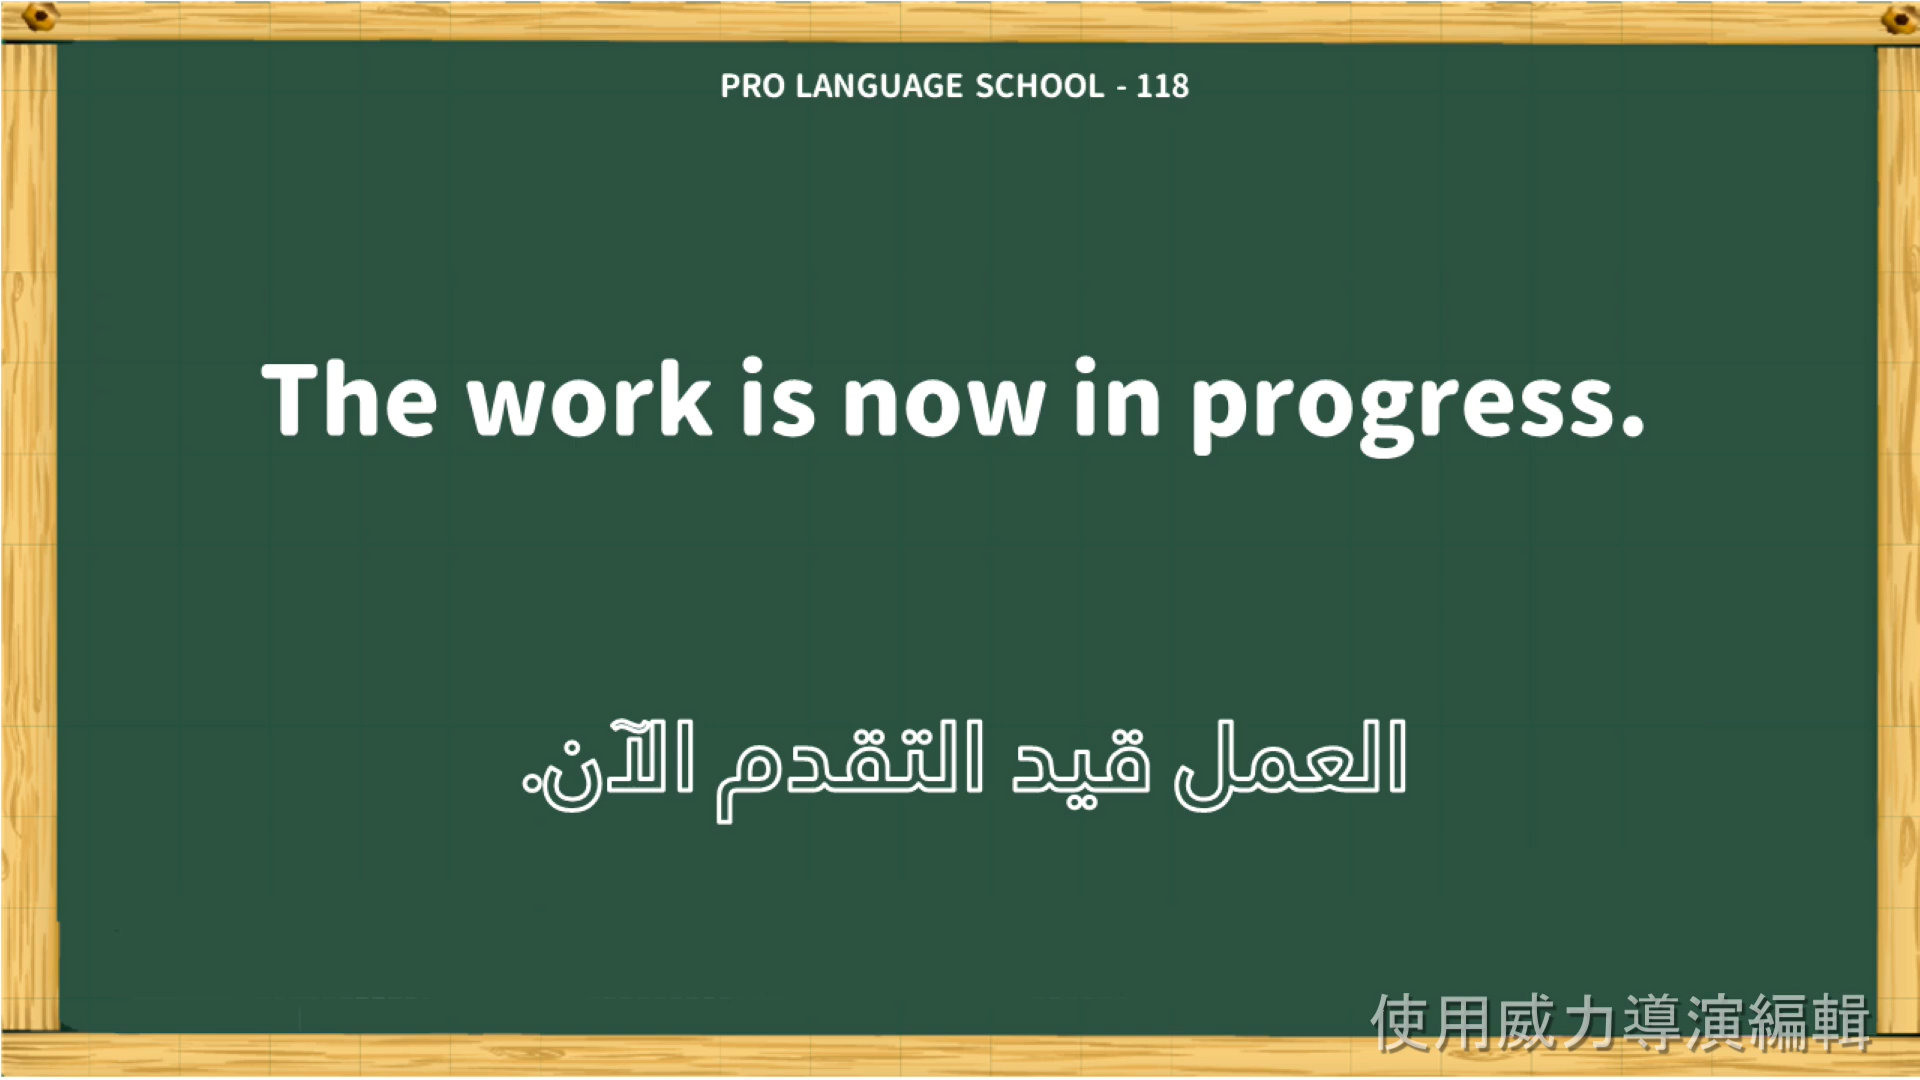 PRO LANGUAGE SCHOOL - 118
The work is now in progress.
العمل قيد التقدم الآن.
使用威力導演編輯